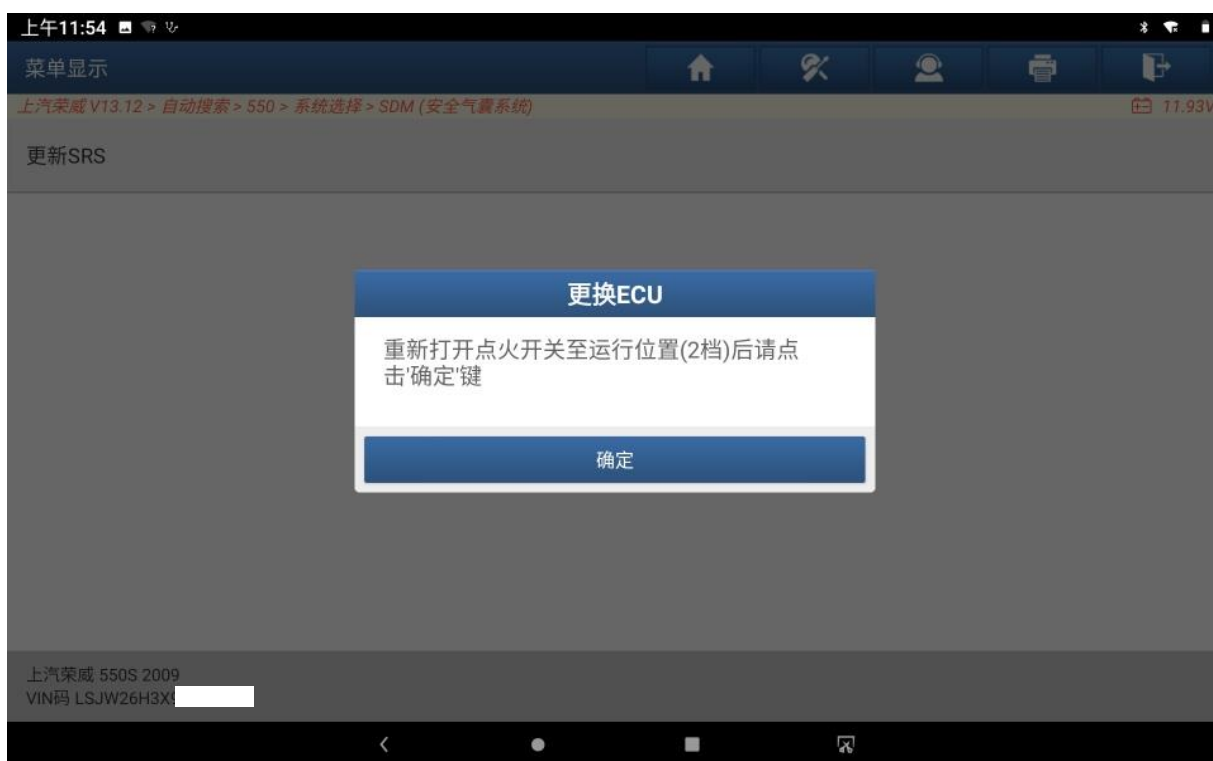 上午11:54
菜单显示
上汽荣威 V13.12 > 自动搜索 > 550 > 系统选择 > SDM (安全气囊系统)
11.93V
更新SRS
更换ECU
重新打开点火开关至运行位置(2档)后请点
击'确定'键
确定
上汽荣威 550S 2009
VIN码 LSJW26H3X